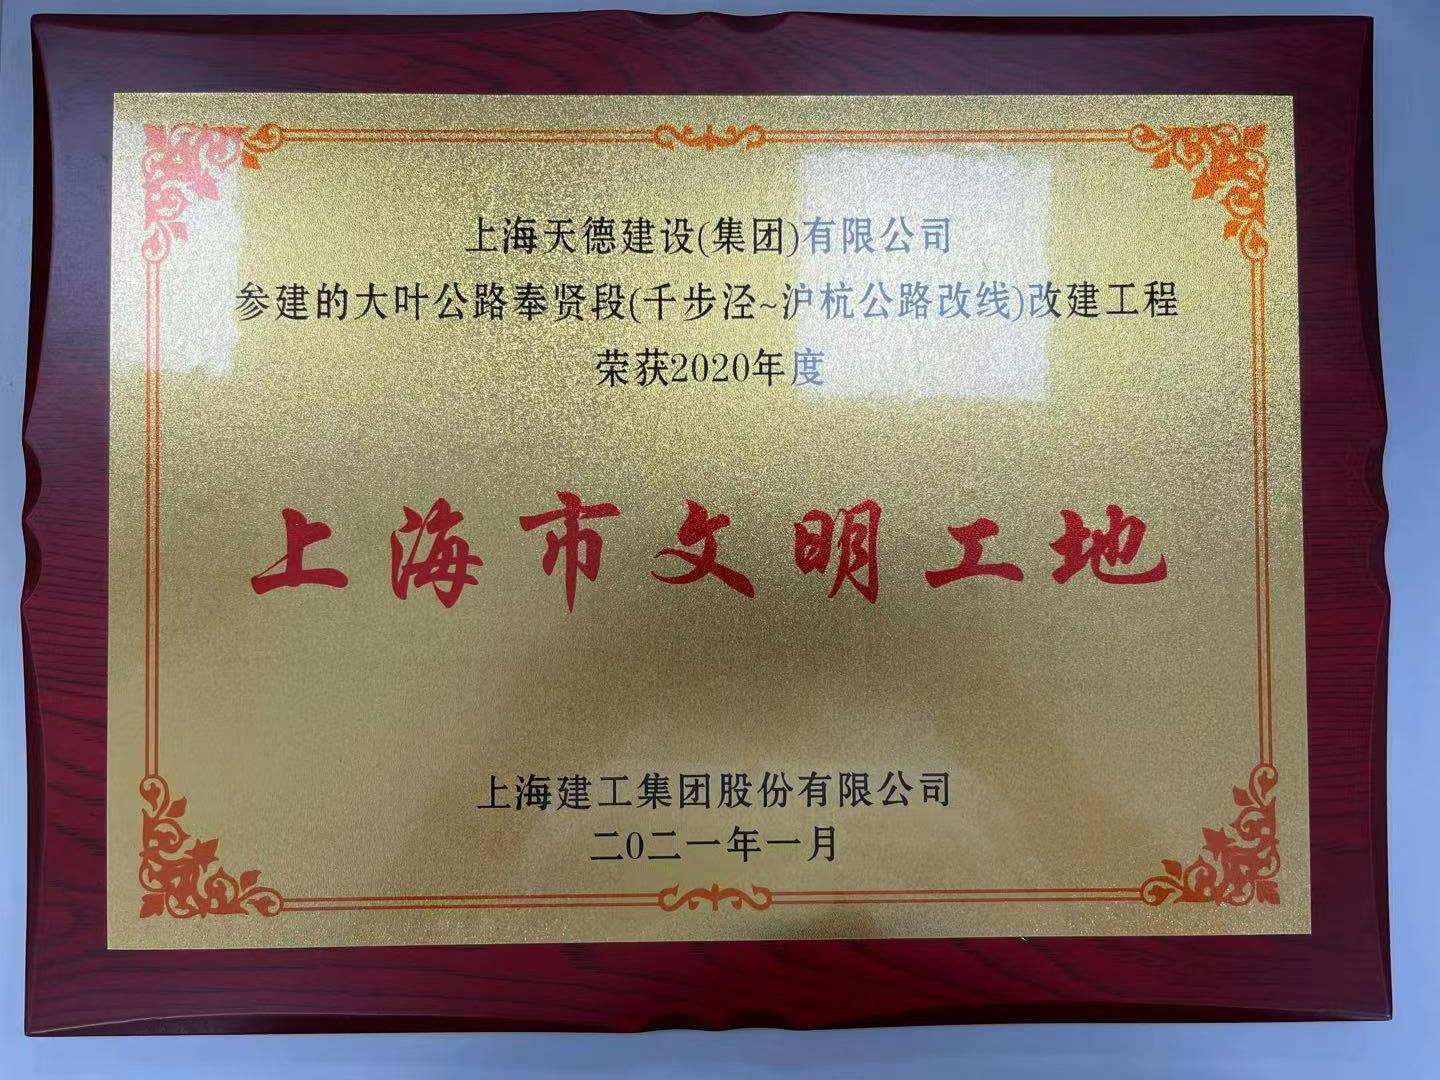 上海天德建设(集团)有限公司
参建的大叶公路奉贤段(千步泾~沪杭公路改线)改建工程
荣获2020年度
上海市文明工地
上海建工集团股份有限公司
二0二一年一月